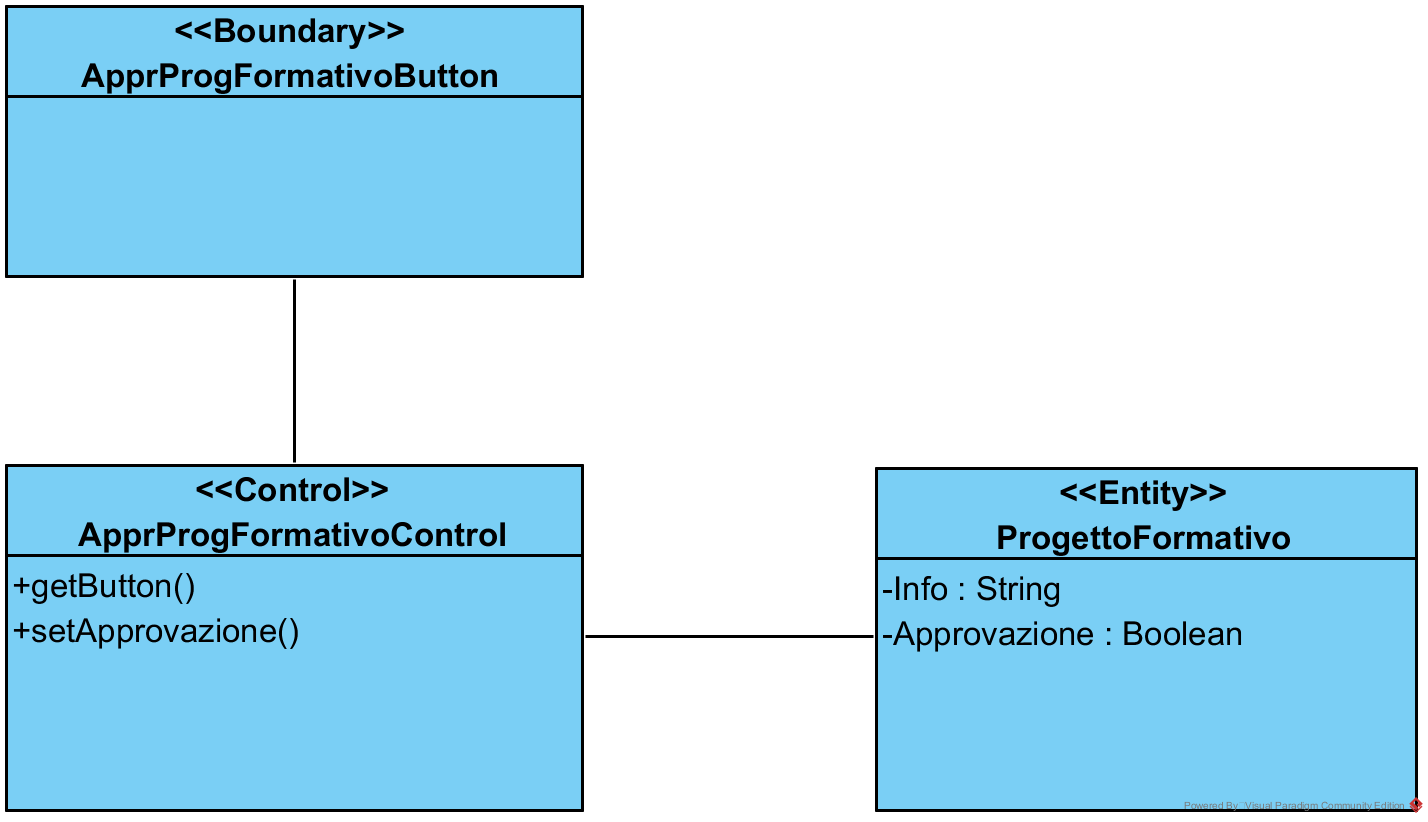 <<Boundary>>
ApprProgFormativoButton
<<Control>>
ApprProgFormativoControl
+getButton()
+setApprovazione()
<<Entity>>
ProgettoFormativo
-Info : String
-Approvazione : Boolean
Powered By Visual Paradigm Community Edition